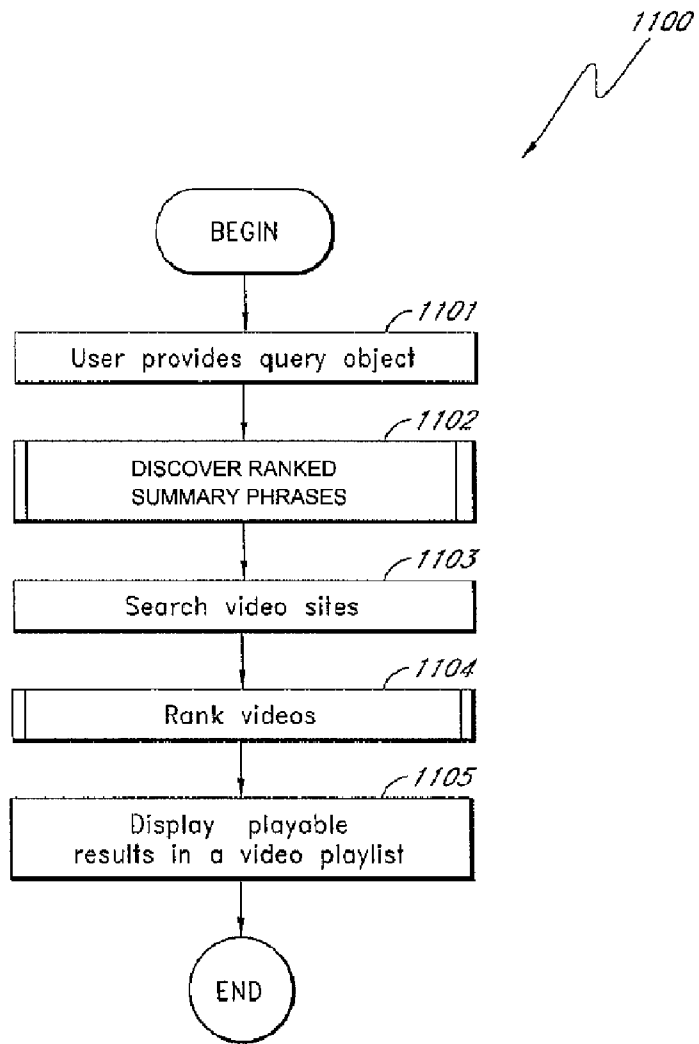 1100
BEGIN
1101
User provides query object
1102
DISCOVER RANKED
SUMMARY PHRASES
1103
Search video sites
1104
Rank videos
1105
Display playable
results in a video playlist
END